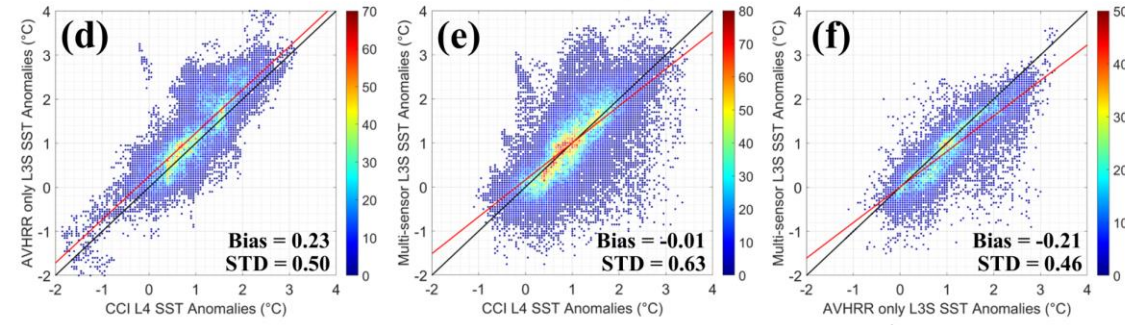 (d)
AVHRR only L3S SST Anomalies (°C)
4
3
2
1
0
-1
-2
-2 -1 0 1 2 3 4
CCI L4 SST Anomalies (°C)
Bias = 0.23
STD = 0.50
70
60
50
40
30
20
10
0
(e)
Multi-sensor L3S SST Anomalies (°C)
4
3
2
1
0
-1
-2
-2 -1 0 1 2 3 4
CCI L4 SST Anomalies (°C)
Bias = -0.01
STD = 0.63
80
70
60
50
40
30
20
10
0
(f)
Multi-sensor L3S SST Anomalies (°C)
4
3
2
1
0
-1
-2
-2 -1 0 1 2 3 4
AVHRR only L3S SST Anomalies (°C)
Bias = -0.21
STD = 0.46
50
40
30
20
10
0